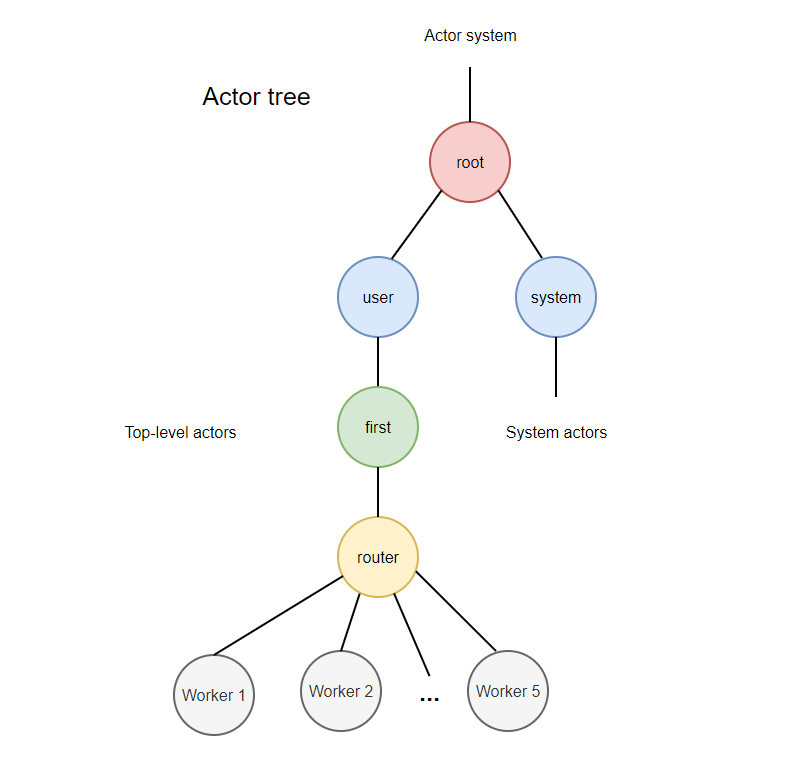 Actor system
Actor tree
root
user
system
first
Top-level actors
System actors
router
Worker 1
Worker 2
...
Worker 5